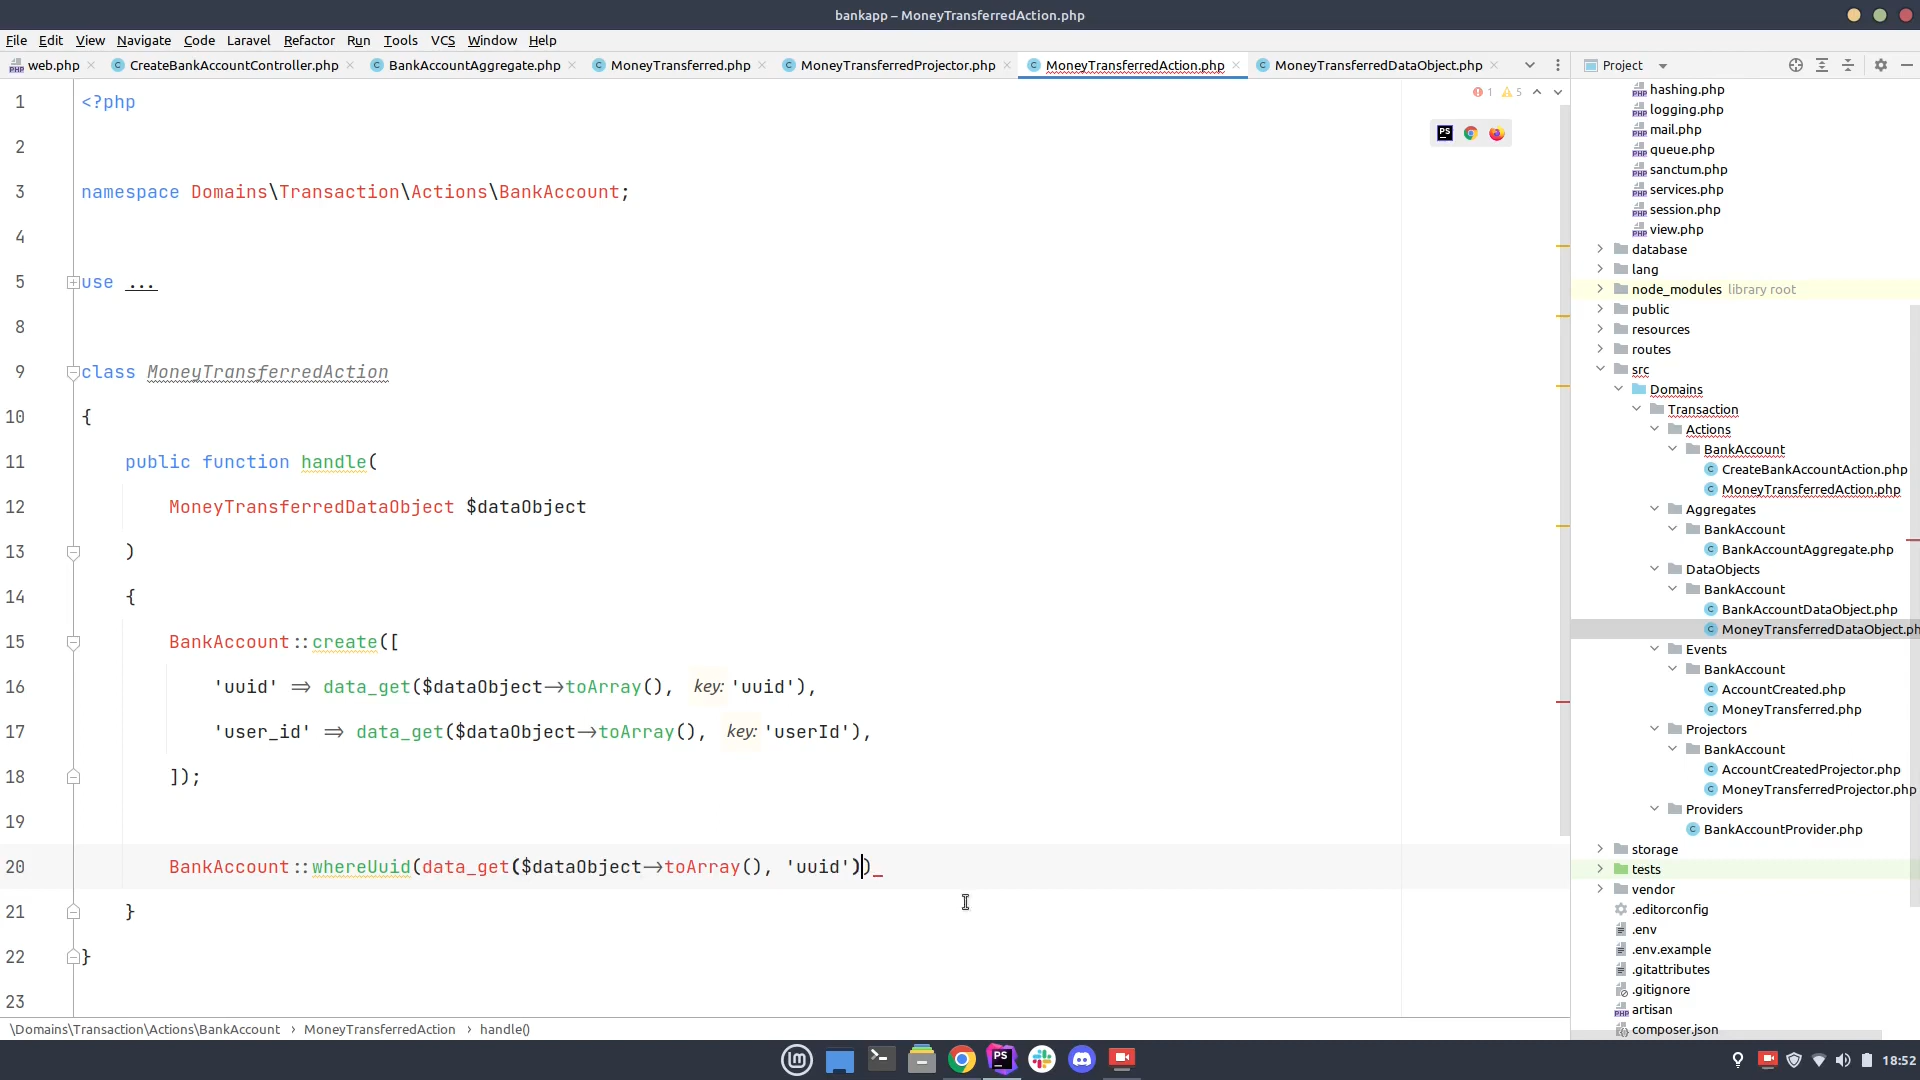 bankapp – MoneyTransferredAction.php
File Edit View Navigate Code Laravel Refactor Run Tools VCS Window Help
web.php CreateBankAccountController.php BankAccountAggregate.php MoneyTransferred.php MoneyTransferredProjector.php MoneyTransferredAction.php MoneyTransferredDataObject.php
Project
1 <?php
2
3 namespace Domains\Transaction\Actions\BankAccount;
4
5 use ...
8
9 class MoneyTransferredAction
10 {
11 public function handle(
12 MoneyTransferredDataObject $dataObject
13 )
14 {
15 BankAccount::create([
16 'uuid' => data_get($dataObject->toArray(), key: 'uuid'),
17 'user_id' => data_get($dataObject->toArray(), key: 'userId'),
18 ]);
19
20 BankAccount::whereUuid(data_get($dataObject->toArray(), 'uuid'))
21 }
22 }
23
1 5
hashing.php
logging.php
mail.php
queue.php
sanctum.php
services.php
session.php
view.php
database
lang
node_modules library root
public
resources
routes
src
Domains
Transaction
Actions
BankAccount
CreateBankAccountAction.php
MoneyTransferredAction.php
Aggregates
BankAccount
BankAccountAggregate.php
DataObjects
BankAccount
BankAccountDataObject.php
MoneyTransferredDataObject.ph
Events
BankAccount
AccountCreated.php
MoneyTransferred.php
Projectors
BankAccount
AccountCreatedProjector.php
MoneyTransferredProjector.php
Providers
BankAccountProvider.php
storage
tests
vendor
.editorconfig
.env
.env.example
.gitattributes
.gitignore
artisan
composer.json
\Domains\Transaction\Actions\BankAccount › MoneyTransferredAction › handle()
18:52